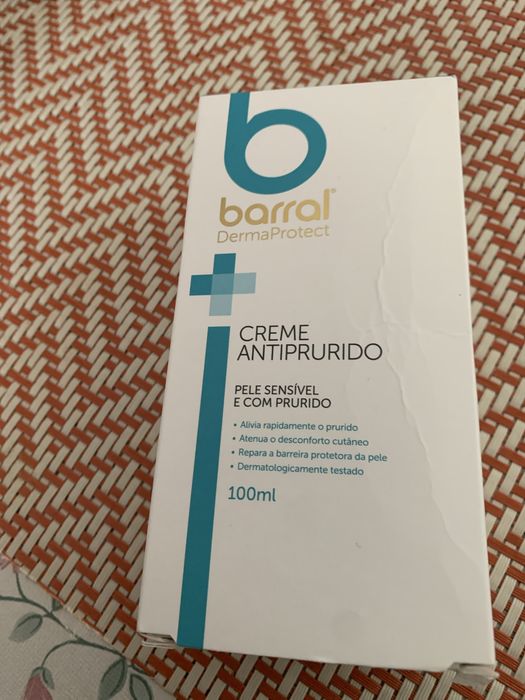 b
barral®
DermaProtect
CREME
ANTIPRURIDO
PELE SENSÍVEL
E COM PRURIDO
• Alivia rapidamente o prurido
• Atenua o desconforto cutâneo
• Repara a barreira protetora da pele
• Dermatologicamente testado
100ml